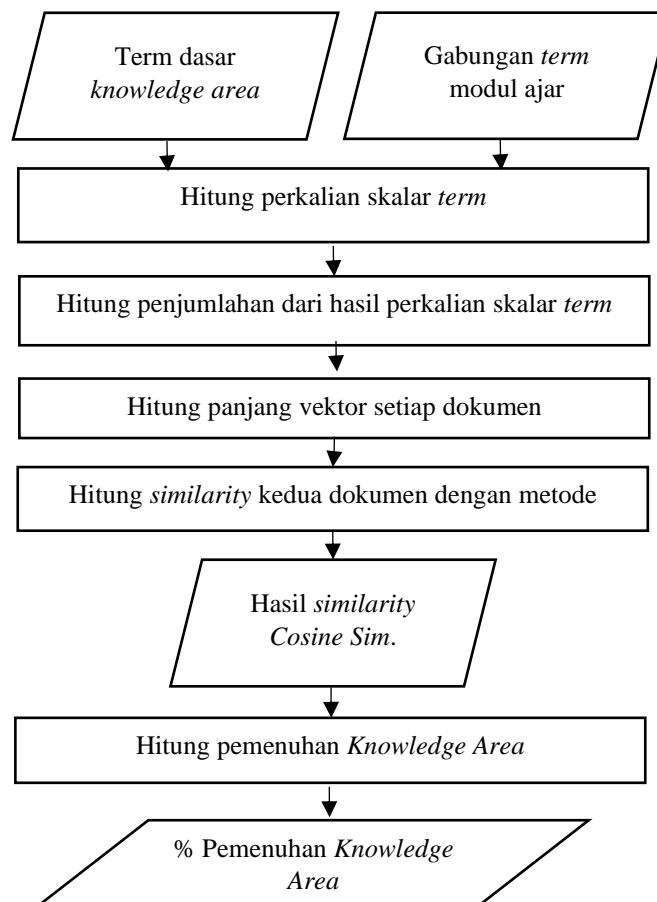 Term dasar
knowledge area
Gabungan term
modul ajar
Hitung perkalian skalar term
Hitung penjumlahan dari hasil perkalian skalar term
Hitung panjang vektor setiap dokumen
Hitung similarity kedua dokumen dengan metode
Hasil similarity
Cosine Sim.
Hitung pemenuhan Knowledge Area
% Pemenuhan Knowledge
Area